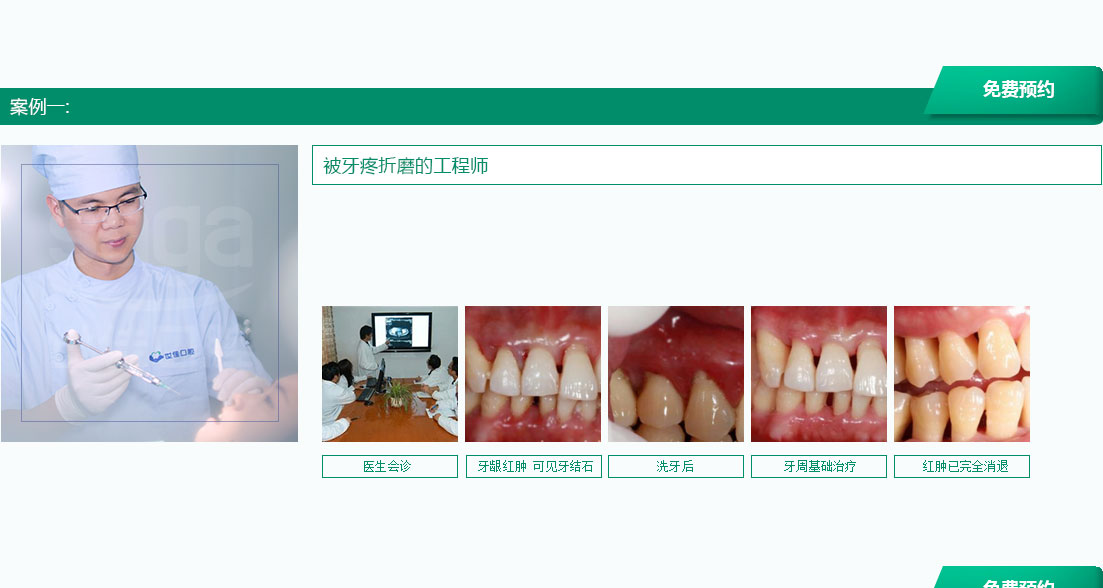 免费预约
案例一:
被牙疼折磨的工程师
医生会诊
牙龈红肿 可见牙结石
洗牙后
牙周基础治疗
红肿已完全消退
免费预约